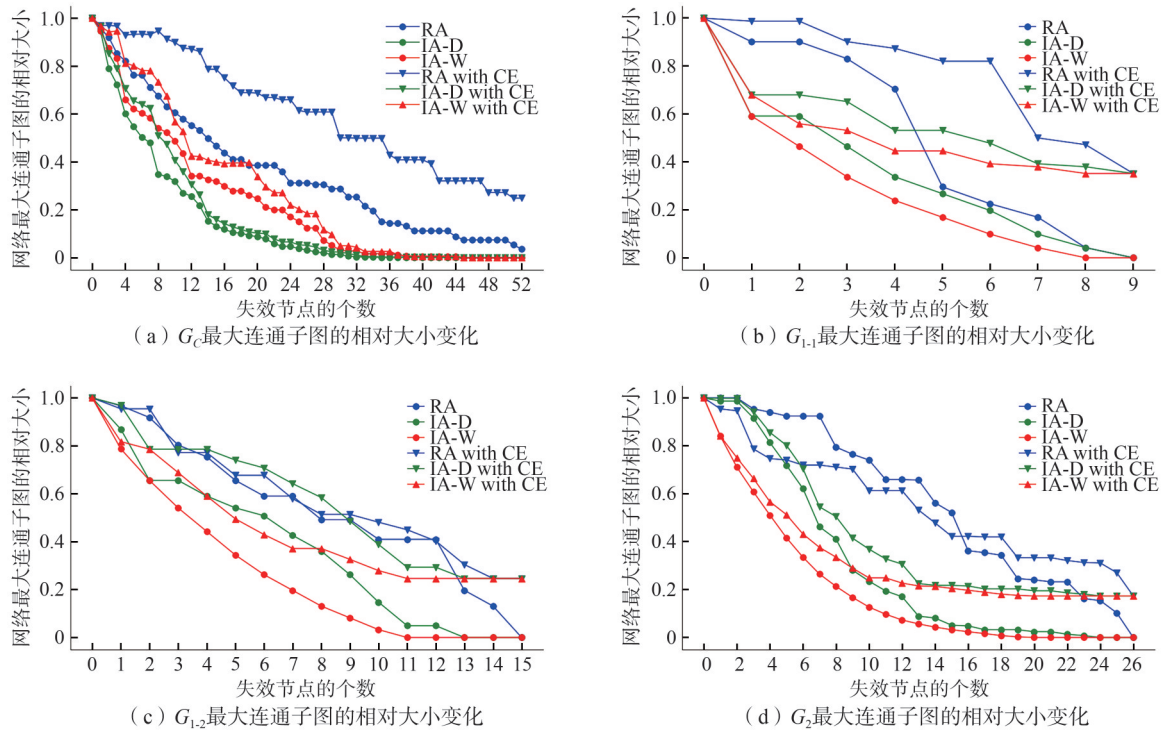 网络最大连通子图的相对大小
1.0
0.8
0.6
0.4
0.2
0
RA
IA-D
IA-W
RA with CE
IA-D with CE
IA-W with CE
0 4 8 12 16 20 24 28 32 36 40 44 48 52
失效节点的个数
（a）GC最大连通子图的相对大小变化
网络最大连通子图的相对大小
1.0
0.8
0.6
0.4
0.2
0
RA
IA-D
IA-W
RA with CE
IA-D with CE
IA-W with CE
0 1 2 3 4 5 6 7 8 9
失效节点的个数
（b）G1-1最大连通子图的相对大小变化
网络最大连通子图的相对大小
1.0
0.8
0.6
0.4
0.2
0
RA
IA-D
IA-W
RA with CE
IA-D with CE
IA-W with CE
0 1 2 3 4 5 6 7 8 9 10 11 12 13 14 15
失效节点的个数
（c）G1-2最大连通子图的相对大小变化
网络最大连通子图的相对大小
1.0
0.8
0.6
0.4
0.2
0
RA
IA-D
IA-W
RA with CE
IA-D with CE
IA-W with CE
0 2 4 6 8 10 12 14 16 18 20 22 24 26
失效节点的个数
（d）G2最大连通子图的相对大小变化